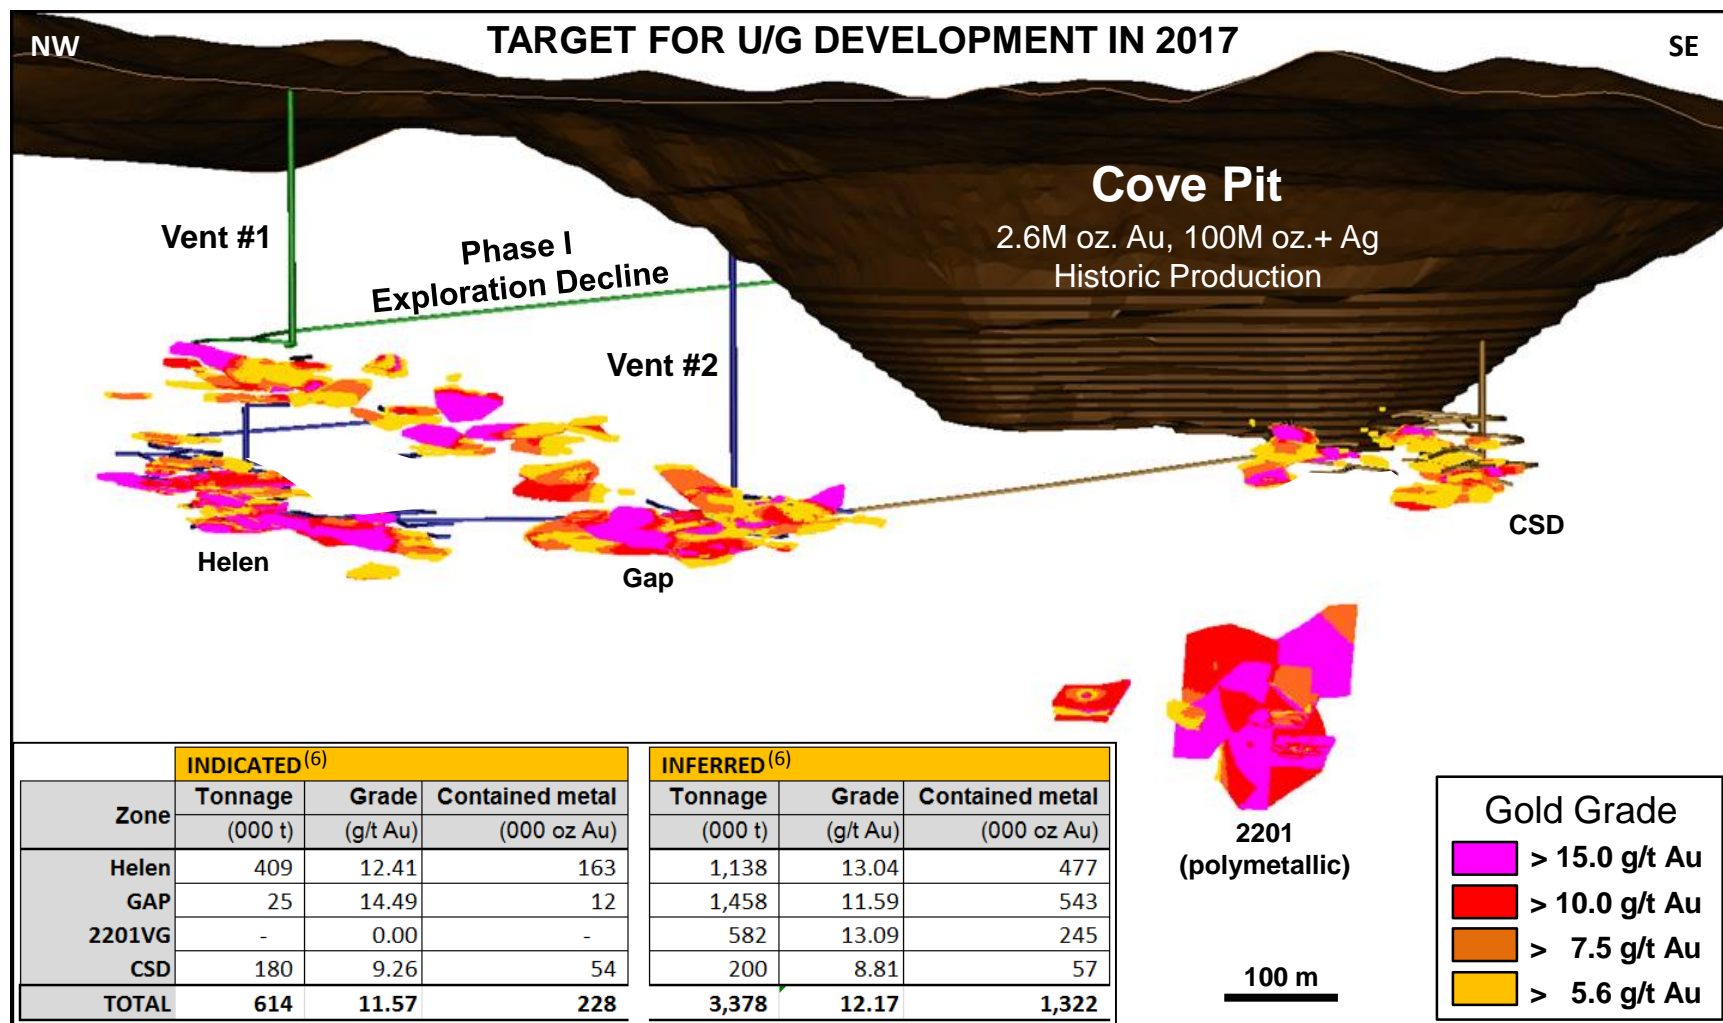 TARGET FOR U/G DEVELOPMENT IN 2017
NW
SE
Cove Pit
2.6M oz. Au, 100M oz.+ Ag
Historic Production
Vent #1
Phase I
Exploration Decline
Vent #2
Helen
Gap
CSD
2201
(polymetallic)
100 m
Gold Grade
> 15.0 g/t Au
> 10.0 g/t Au
> 7.5 g/t Au
> 5.6 g/t Au
INDICATED(6) INFERRED(6)
Zone Tonnage Grade Contained metal Tonnage Grade Contained metal
(000 t) (g/t Au) (000 oz Au) (000 t) (g/t Au) (000 oz Au)
Helen 409 12.41 163 1,138 13.04 477
GAP 25 14.49 12 1,458 11.59 543
2201VG - 0.00 - 582 13.09 245
CSD 180 9.26 54 200 8.81 57
TOTAL 614 11.57 228 3,378 12.17 1,322